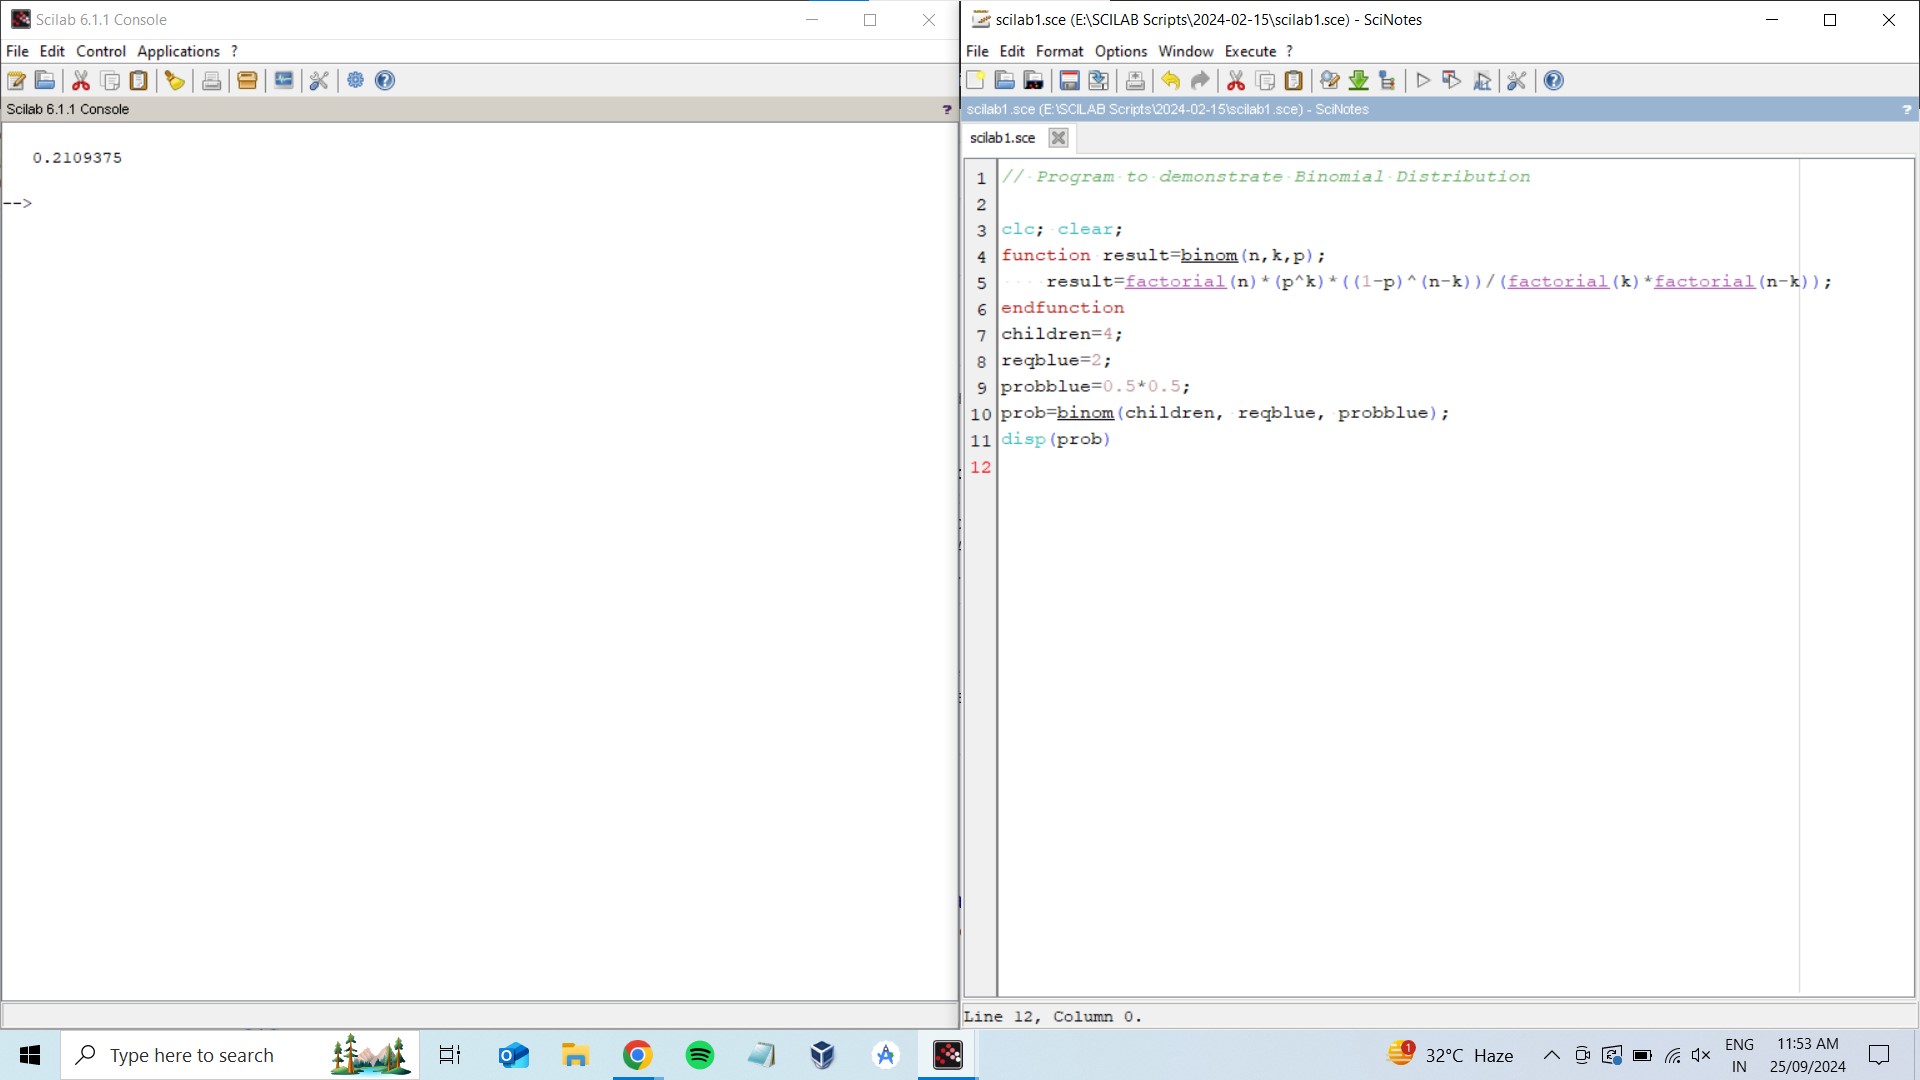 Scilab 6.1.1 Console
File Edit Control Applications ?
Scilab 6.1.1 Console ?
0.2109375
-->
scilab1.sce (E:\SCILAB Scripts\2024-02-15\scilab1.sce) - SciNotes
File Edit Format Options Window Execute ?
scilab1.sce (E:\SCILAB Scripts\2024-02-15\scilab1.sce) - SciNotes ?
scilab1.sce
1 // Program to demonstrate Binomial Distribution
2
3 clc; clear;
4 function result=binom(n,k,p);
5 result=factorial(n)*(p^k)*((1-p)^(n-k))/(factorial(k)*factorial(n-k));
6 endfunction
7 children=4;
8 reqblue=2;
9 probblue=0.5*0.5;
10 prob=binom(children, reqblue, probblue);
11 disp(prob)
12
Line 12, Column 0.
Type here to search
1
32°C Haze
ENG
IN
11:53 AM
25/09/2024